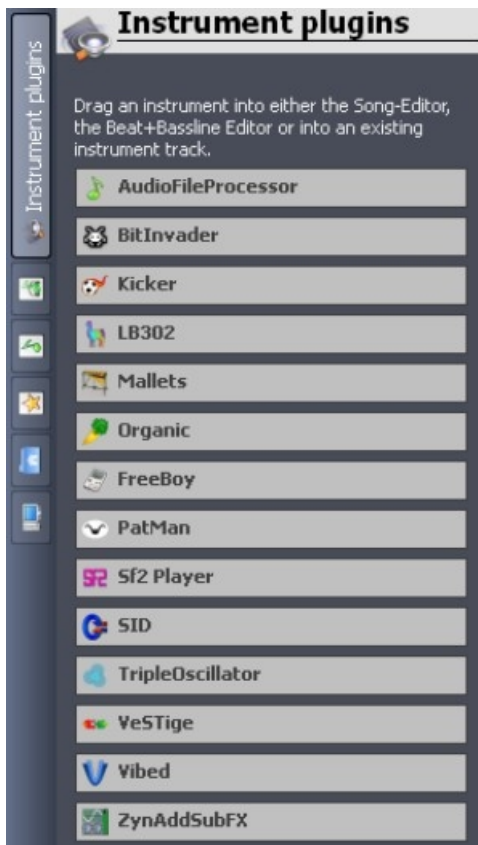 Instrument plugins
Instrument plugins
Drag an instrument into either the Song-Editor,
the Beat+Bassline Editor or into an existing
instrument track.
AudioFileProcessor
BitInvader
Kicker
LB302
Mallets
Organic
FreeBoy
PatMan
SF2 Sf2 Player
SID
TripleOscillator
VeSTige
Vibed
ZynAddSubFX